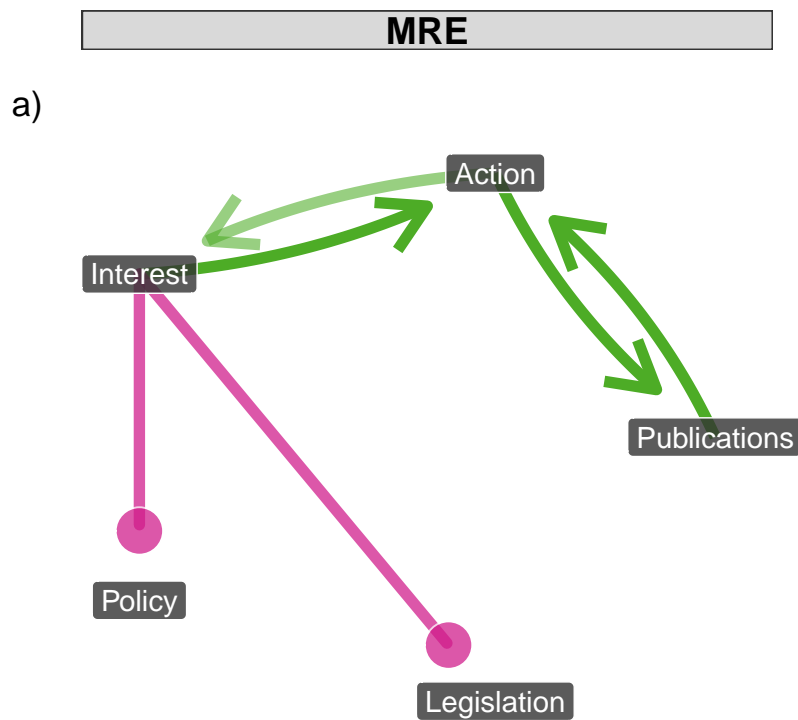 MRE
a)
Action
Interest
Publications
Policy
Legislation